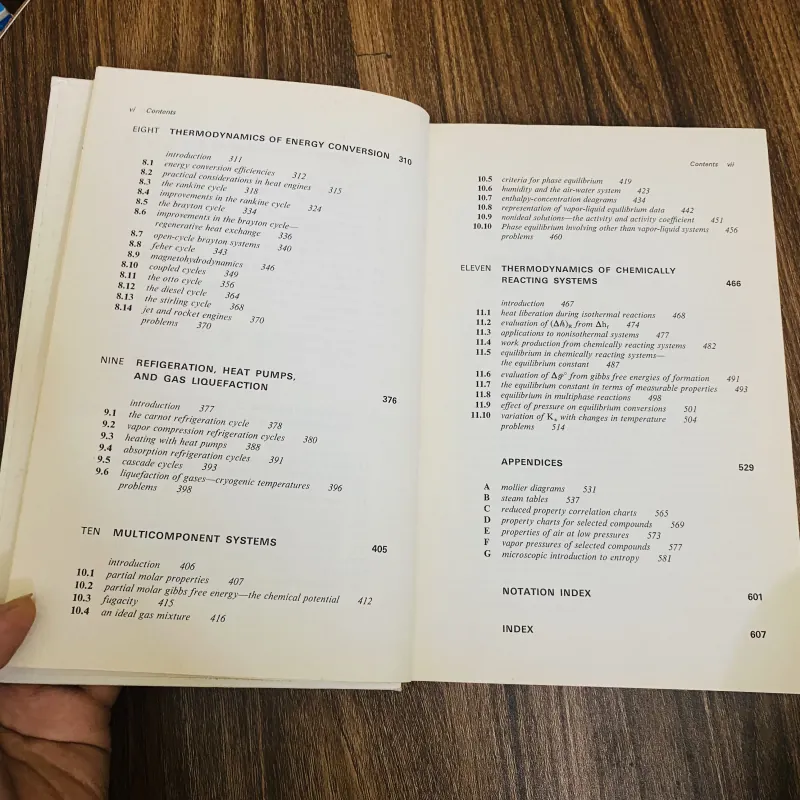 vi Contents
EIGHT THERMODYNAMICS OF ENERGY CONVERSION 310
introduction 311
8.1 energy conversion efficiencies 312
8.2 practical considerations in heat engines 315
8.3 the rankine cycle 318
8.4 improvements in the rankine cycle 324
8.5 the brayton cycle 334
8.6 improvements in the brayton cycle—
regenerative heat exchange 336
8.7 open-cycle brayton systems 340
8.8 feher cycle 343
8.9 magnetohydrodynamics 346
8.10 coupled cycles 349
8.11 the otto cycle 356
8.12 the diesel cycle 364
8.13 the stirling cycle 368
8.14 jet and rocket engines 370
problems 370
NINE REFIGERATION, HEAT PUMPS,
AND GAS LIQUEFACTION 376
introduction 377
9.1 the carnot refrigeration cycle 378
9.2 vapor compression refrigeration cycles 380
9.3 heating with heat pumps 388
9.4 absorption refrigeration cycles 391
9.5 cascade cycles 393
9.6 liquefaction of gases—cryogenic temperatures 396
problems 398
TEN MULTICOMPONENT SYSTEMS 405
introduction 406
10.1 partial molar properties 407
10.2 partial molar gibbs free energy—the chemical potential 412
10.3 fugacity 415
10.4 an ideal gas mixture 416
Contents vii
10.5 criteria for phase equilibrium 419
10.6 humidity and the air-water system 423
10.7 enthalpy-concentration deagrams 434
10.8 representation of vapor-liquid equilibrium data 442
10.9 nonideal solutions—the activity and activity coefficient 451
10.10 Phase equilibrium involving other than vapor-liquid systems 456
problems 460
ELEVEN THERMODYNAMICS OF CHEMICALLY
REACTING SYSTEMS 466
introduction 467
11.1 heat liberation during isothermal reactions 468
11.2 evaluation of (Δh)R from Δhf 474
11.3 applications to nonisothermal systems 477
11.4 work production from chemically reacting systems 482
11.5 equilibrium in chemically reacting systems—
the equilibrium constant 487
11.6 evaluation of Δg° from gibbs free energies of formation 491
11.7 the equilibrium constant in terms of measurable properties 493
11.8 equilibrium in multiphase reactions 498
11.9 effect of pressure on equilibrium conversions 501
11.10 variation of Ka with changes in temperature 504
problems 514
APPENDICES 529
A mollier diagrams 531
B steam tables 537
C reduced property correlation charts 565
D property charts for selected compounds 569
E properties of air at low pressures 573
F vapor pressures of selected compounds 577
G microscopic introduction to entropy 581
NOTATION INDEX 601
INDEX 607